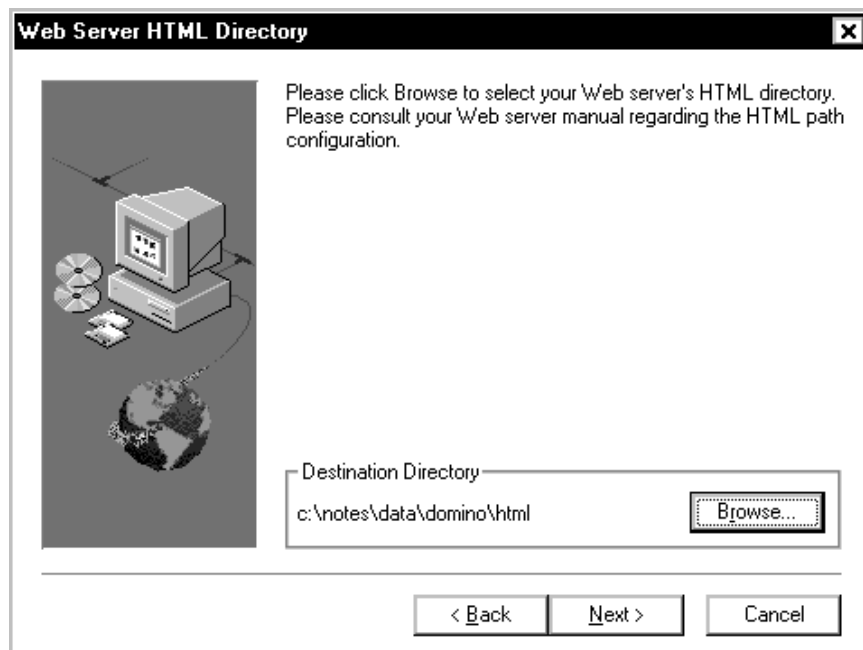 Web Server HTML Directory
Please click Browse to select your Web server's HTML directory.
Please consult your Web server manual regarding the HTML path
configuration.
Destination Directory
c:\notes\data\domino\html
Browse...
< Back
Next >
Cancel